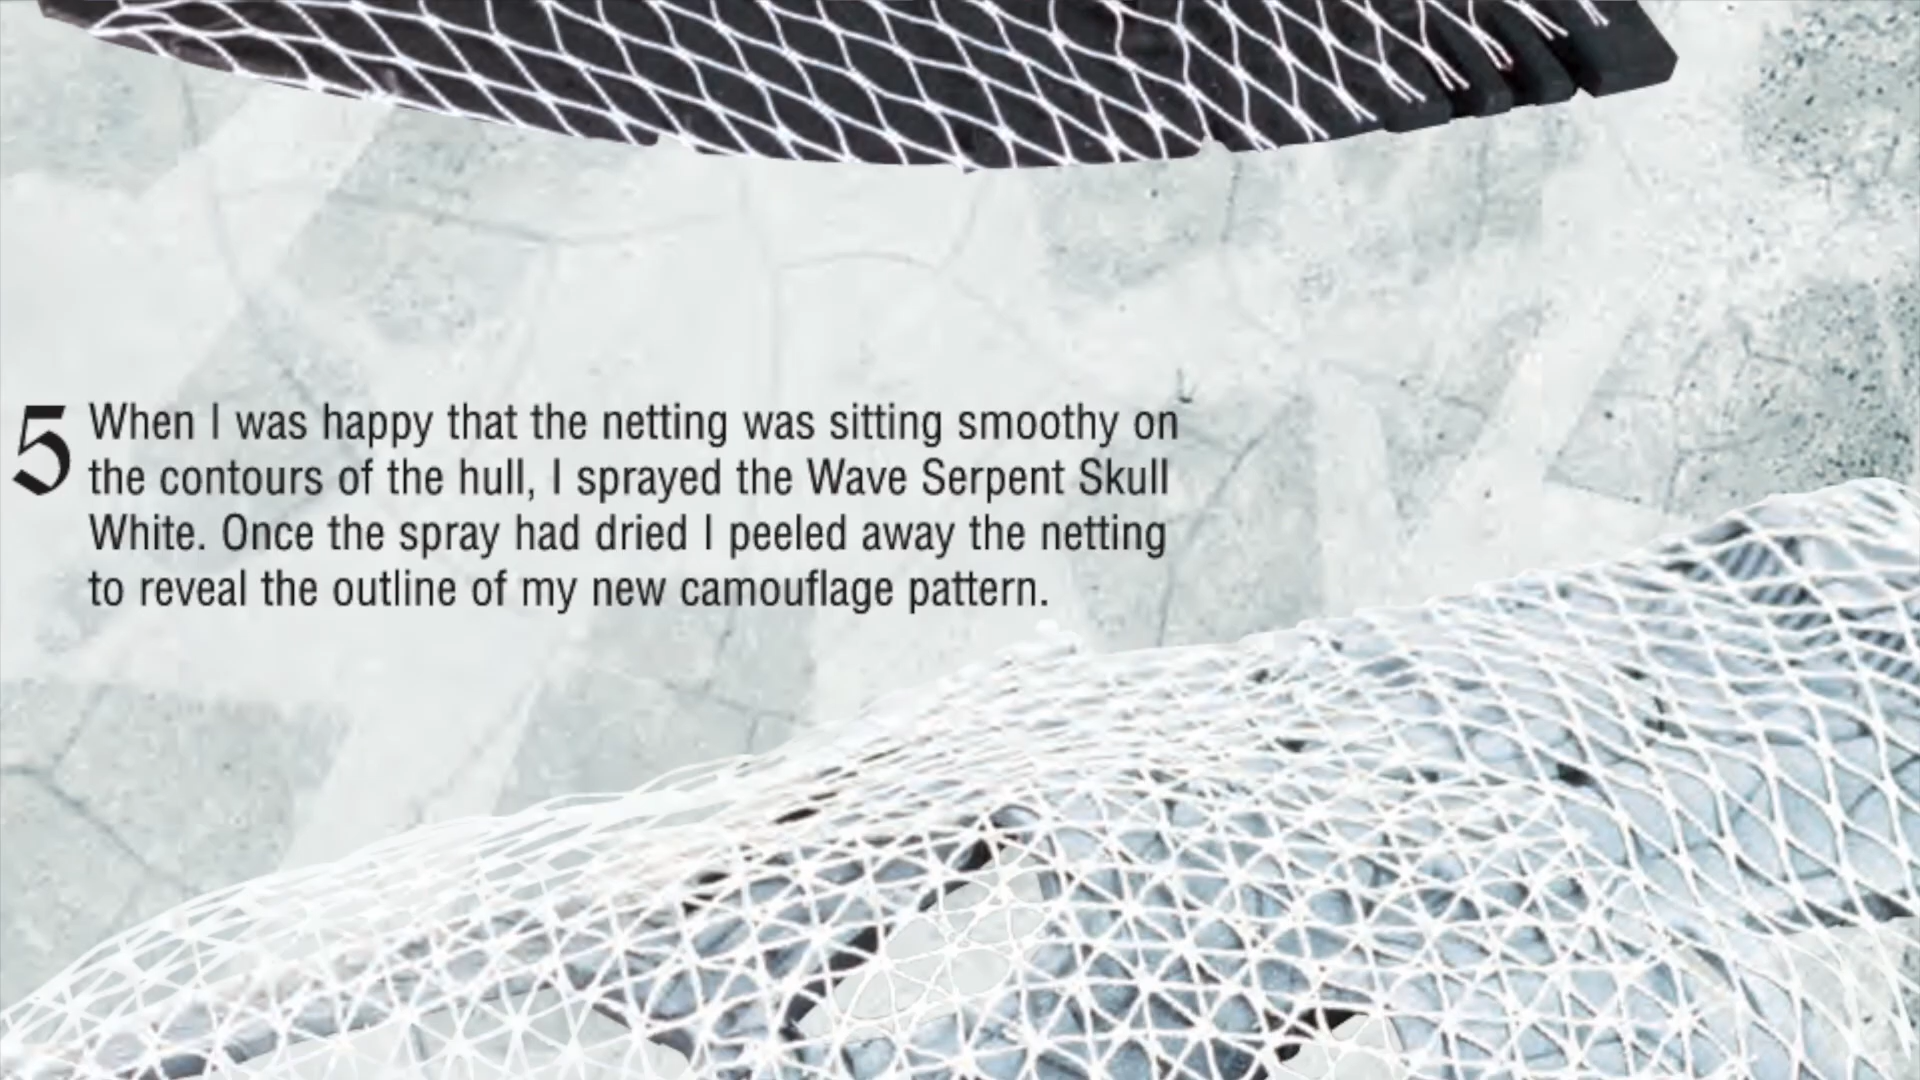 5 When I was happy that the netting was sitting smoothy on
the contours of the hull, I sprayed the Wave Serpent Skull
White. Once the spray had dried I peeled away the netting
to reveal the outline of my new camouflage pattern.